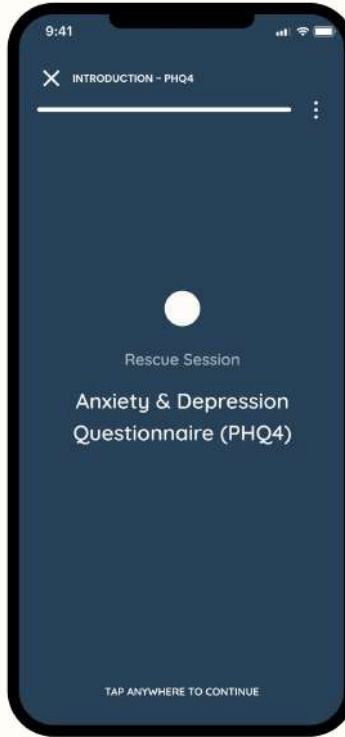 9:41
INTRODUCTION – PHQ4
Rescue Session
Anxiety & Depression
Questionnaire (PHQ4)
TAP ANYWHERE TO CONTINUE